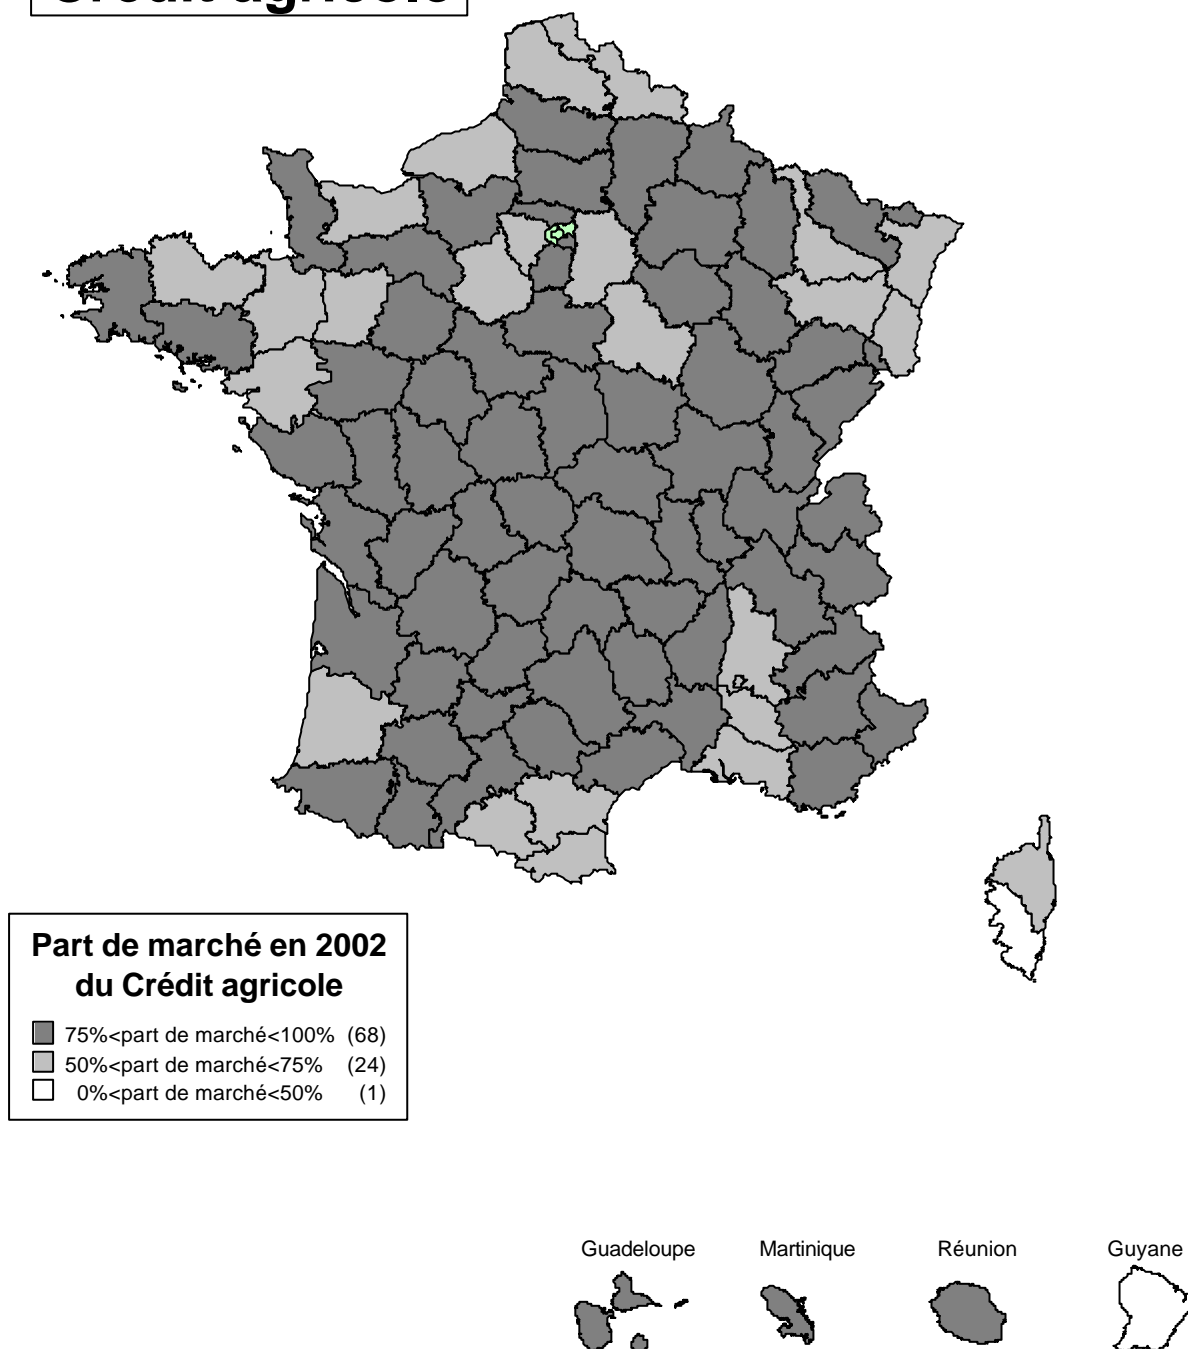 Crédit agricole
Part de marché en 2002
du Crédit agricole
75%<part de marché<100% (68)
50%<part de marché<75% (24)
0%<part de marché<50% (1)
Guadeloupe Martinique Réunion Guyane